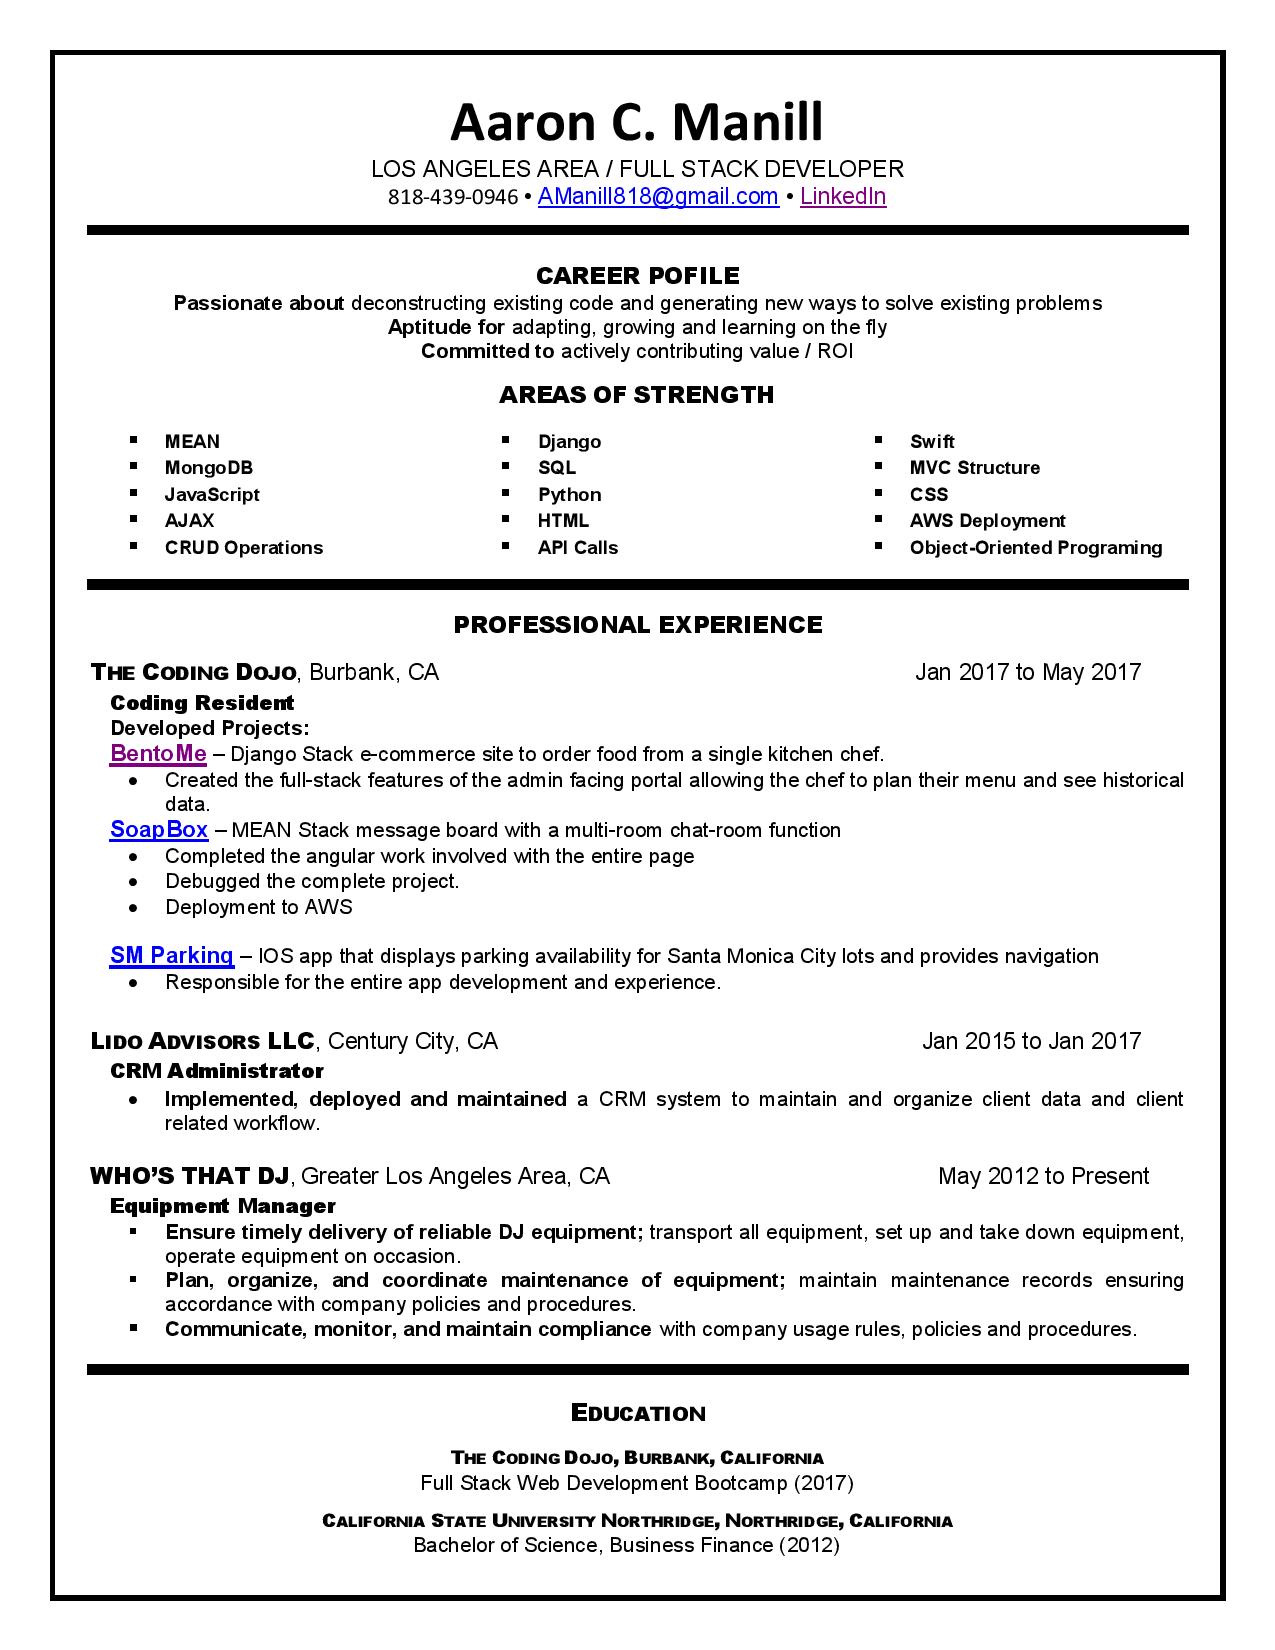 Aaron C. Manill
LOS ANGELES AREA / FULL STACK DEVELOPER
818-439-0946 • AManill818@gmail.com • LinkedIn
CAREER POFILE
Passionate about deconstructing existing code and generating new ways to solve existing problems
Aptitude for adapting, growing and learning on the fly
Committed to actively contributing value / ROI
AREAS OF STRENGTH
▪ MEAN
▪ MongoDB
▪ JavaScript
▪ AJAX
▪ CRUD Operations
▪ Django
▪ SQL
▪ Python
▪ HTML
▪ API Calls
▪ Swift
▪ MVC Structure
▪ CSS
▪ AWS Deployment
▪ Object-Oriented Programing
PROFESSIONAL EXPERIENCE
THE CODING DOJO, Burbank, CA Jan 2017 to May 2017
Coding Resident
Developed Projects:
BentoMe – Django Stack e-commerce site to order food from a single kitchen chef.
• Created the full-stack features of the admin facing portal allowing the chef to plan their menu and see historical
data.
SoapBox – MEAN Stack message board with a multi-room chat-room function
• Completed the angular work involved with the entire page
• Debugged the complete project.
• Deployment to AWS
SM Parking – IOS app that displays parking availability for Santa Monica City lots and provides navigation
• Responsible for the entire app development and experience.
LIDO ADVISORS LLC, Century City, CA Jan 2015 to Jan 2017
CRM Administrator
• Implemented, deployed and maintained a CRM system to maintain and organize client data and client
related workflow.
WHO'S THAT DJ, Greater Los Angeles Area, CA May 2012 to Present
Equipment Manager
▪ Ensure timely delivery of reliable DJ equipment; transport all equipment, set up and take down equipment,
operate equipment on occasion.
▪ Plan, organize, and coordinate maintenance of equipment; maintain maintenance records ensuring
accordance with company policies and procedures.
▪ Communicate, monitor, and maintain compliance with company usage rules, policies and procedures.
EDUCATION
THE CODING DOJO, BURBANK, CALIFORNIA
Full Stack Web Development Bootcamp (2017)
CALIFORNIA STATE UNIVERSITY NORTHRIDGE, NORTHRIDGE, CALIFORNIA
Bachelor of Science, Business Finance (2012)